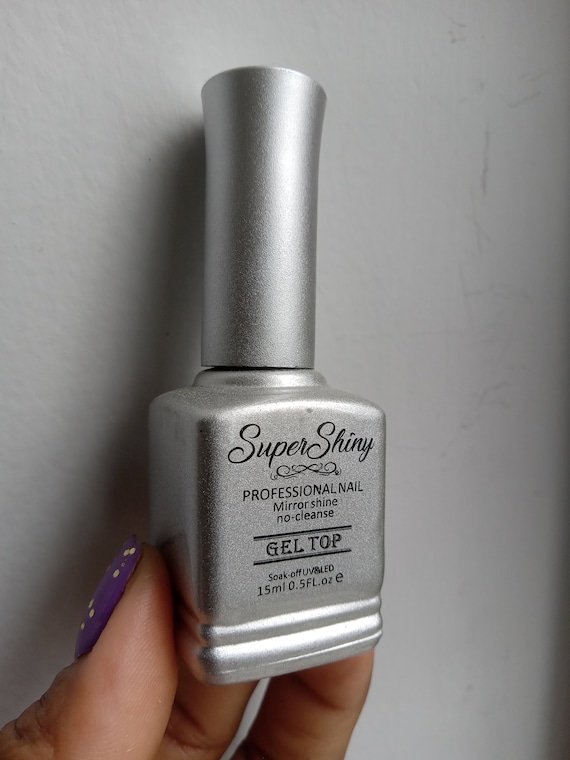 SuperShiny
PROFESSIONAL NAIL
Mirror shine
no-cleanse
GEL TOP
Soak-off UV&LED
15ml 0.5FL.oz ℮